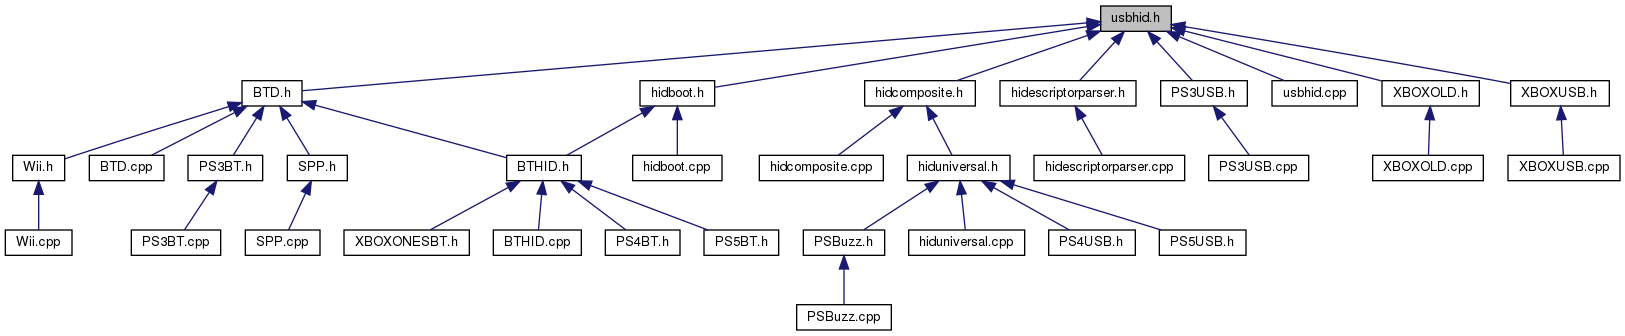 usbhid.h
BTD.h
hidboot.h
hidcomposite.h
hidescriptorparser.h
PS3USB.h
usbhid.cpp
XBOXOLD.h
XBOXUSB.h
Wii.h
BTD.cpp
PS3BT.h
SPP.h
BTHID.h
hidboot.cpp
hidcomposite.cpp
hiduniversal.h
hidescriptorparser.cpp
PS3USB.cpp
XBOXOLD.cpp
XBOXUSB.cpp
Wii.cpp
PS3BT.cpp
SPP.cpp
XBOXONESBT.h
BTHID.cpp
PS4BT.h
PS5BT.h
PSBuzz.h
hiduniversal.cpp
PS4USB.h
PS5USB.h
PSBuzz.cpp